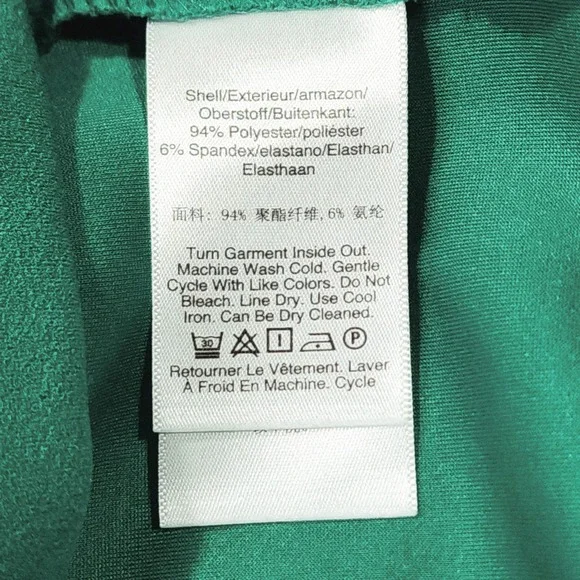 Shell/Exterieur/armazon/
Oberstoff/Buitenkant:
94% Polyester/poliéster
6% Spandex/elastano/Elasthan/
Elasthaan
面料: 94% 聚酯纤维,6% 氨纶
Turn Garment Inside Out.
Machine Wash Cold. Gentle
Cycle With Like Colors. Do Not
Bleach. Line Dry. Use Cool
Iron. Can Be Dry Cleaned.
30 P
Retourner Le Vêtement. Laver
À Froid En Machine. Cycle